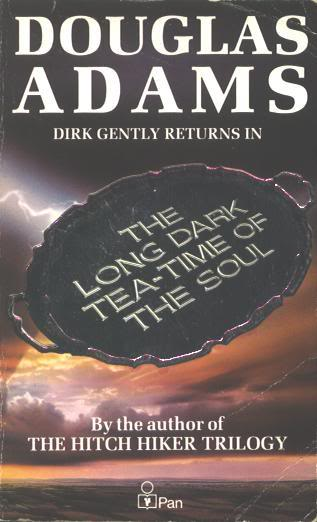 DOUGLAS
ADAMS
DIRK GENTLY RETURNS IN
THE
LONG DARK
TEA-TIME OF
THE SOUL
By the author of
THE HITCH HIKER TRILOGY
Pan